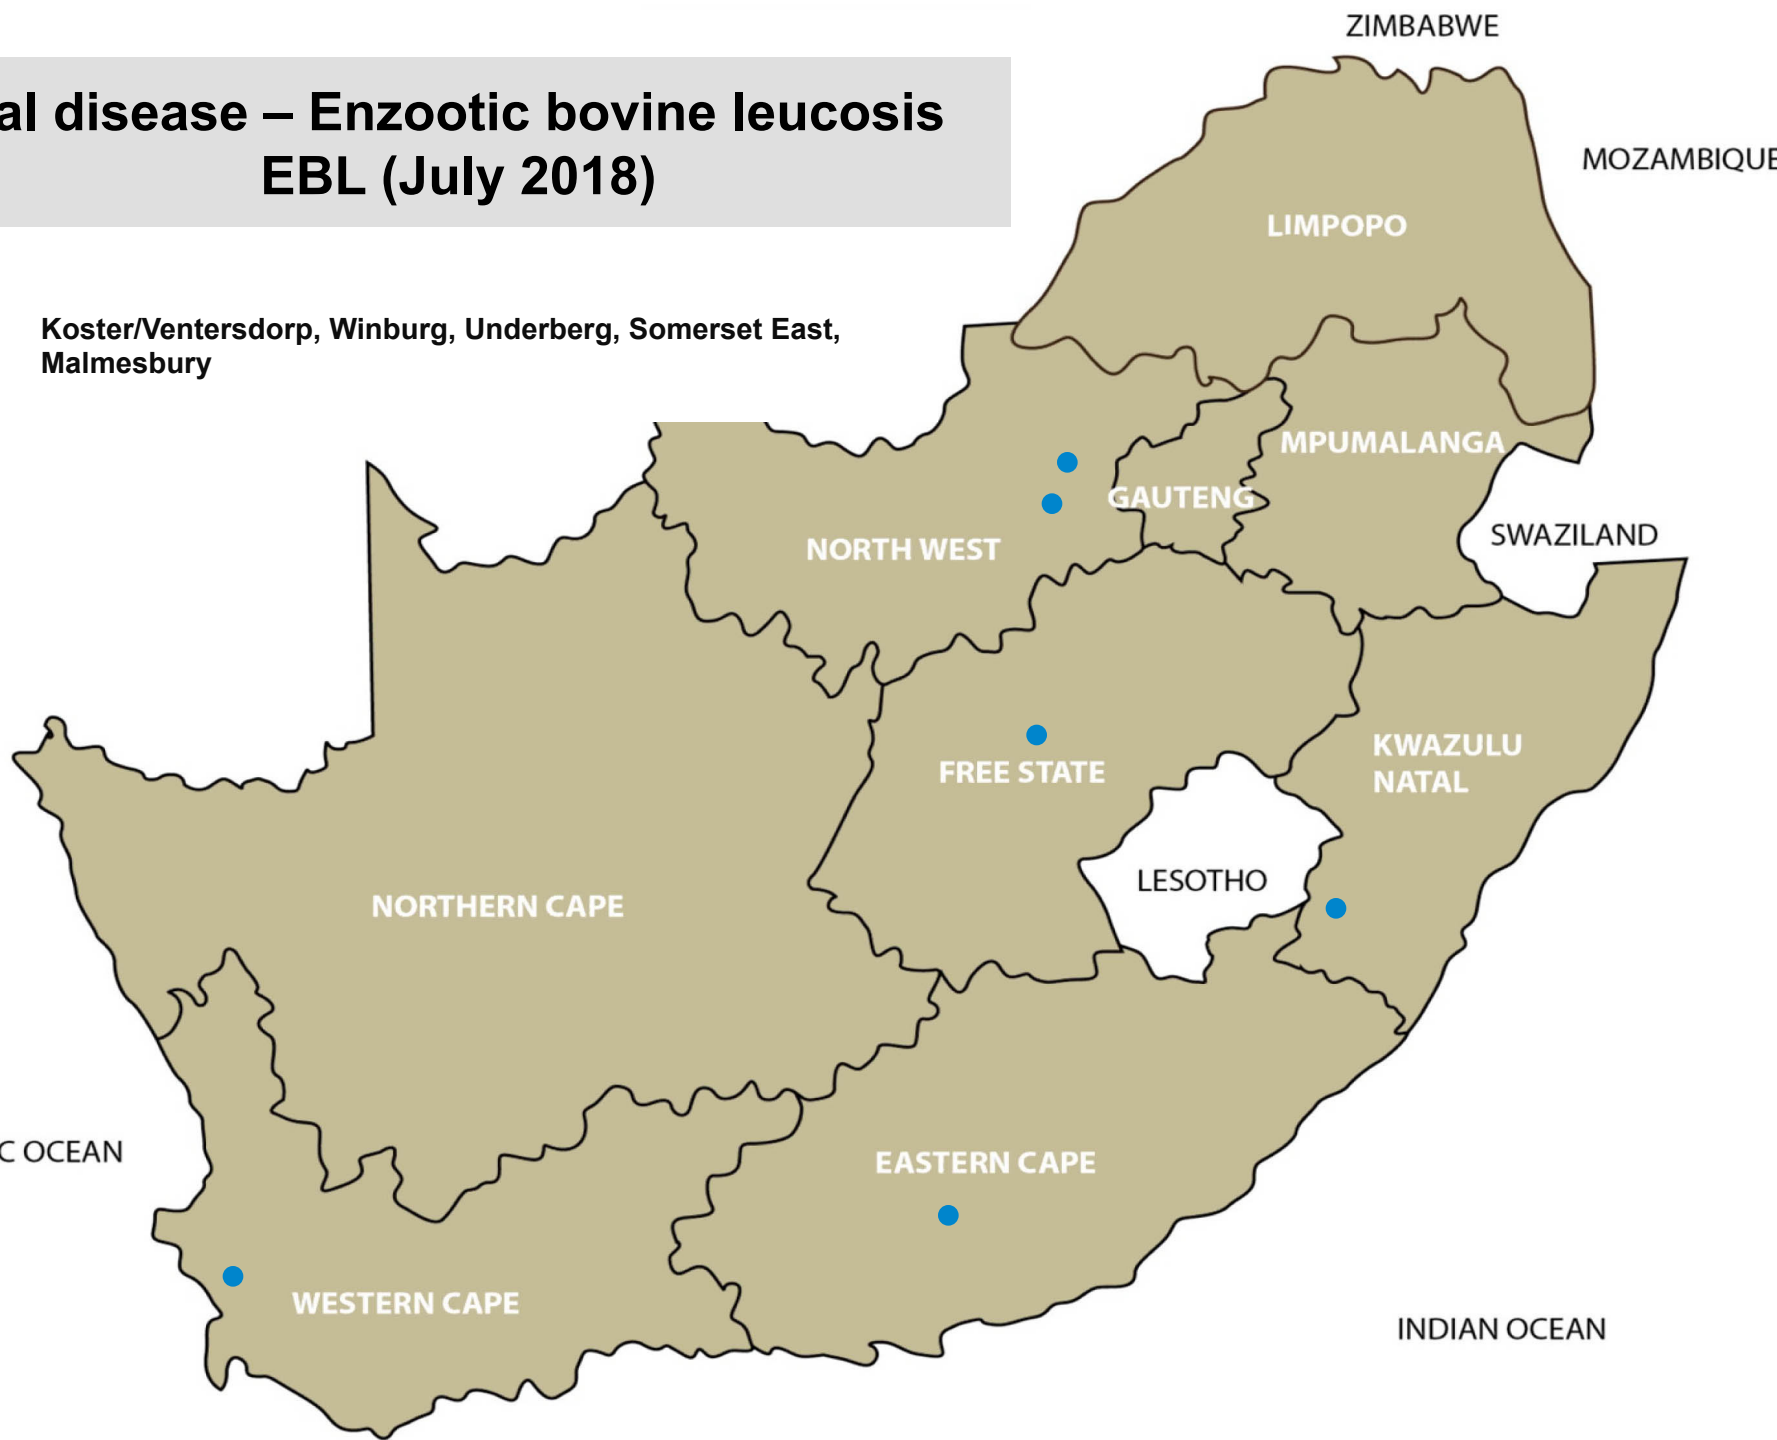 al disease – Enzootic bovine leucosis
EBL (July 2018)
Koster/Ventersdorp, Winburg, Underberg, Somerset East,
Malmesbury
ZIMBABWE
MOZAMBIQUE
LIMPOPO
MPUMALANGA
GAUTENG
NORTH WEST
SWAZILAND
FREE STATE
KWAZULU
NATAL
LESOTHO
NORTHERN CAPE
C OCEAN
EASTERN CAPE
WESTERN CAPE
INDIAN OCEAN